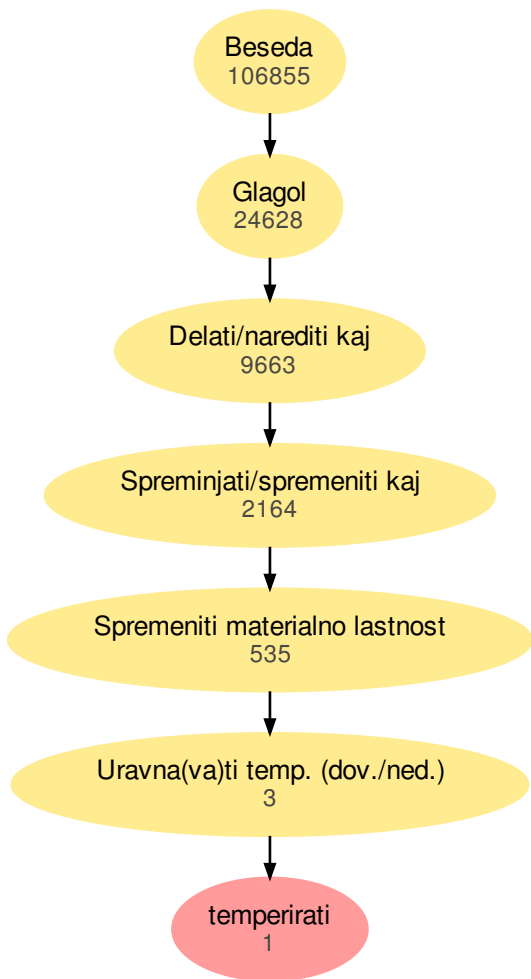 Beseda
106855
Glagol
24628
Delati/narediti kaj
9663
Spreminjati/spremeniti kaj
2164
Spremeniti materialno lastnost
535
Uravna(va)ti temp. (dov./ned.)
3
temperirati
1